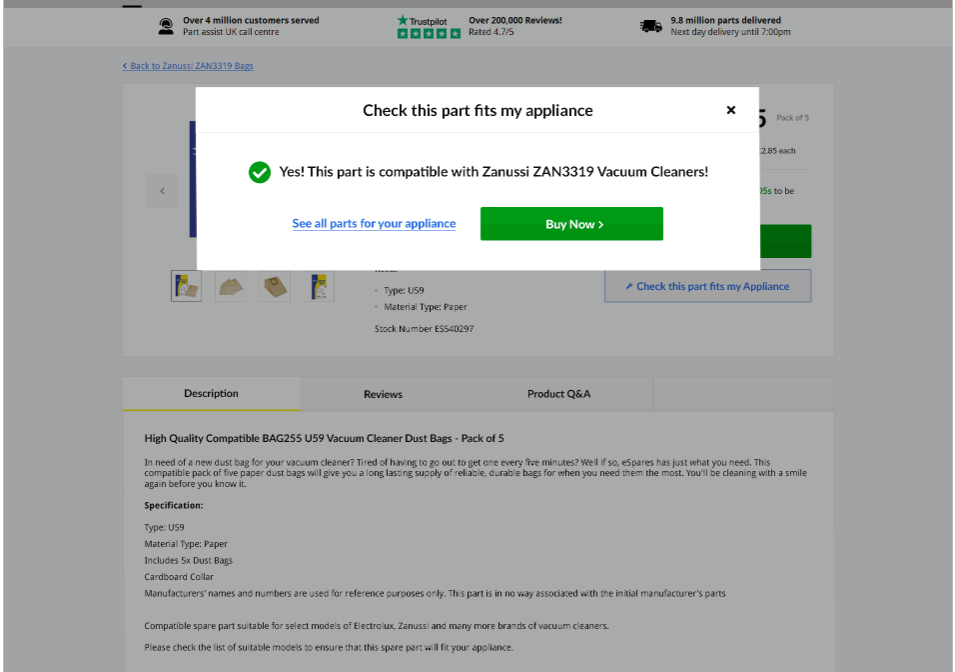 Over 4 million customers served
Part assist UK call centre
Trustpilot
Over 200,000 Reviews!
Rated 4.7/5
9.8 million parts delivered
Next day delivery until 7:00pm
< Back to Zanussi ZAN3319 Bags
Check this part fits my appliance
5 Pack of 5
£2.85 each
Yes! This part is compatible with Zanussi ZAN3319 Vacuum Cleaners!
to be
See all parts for your appliance
Buy Now >
Type: U59
Material Type: Paper
Stock Number ES540297
Check this part fits my Appliance
Description
Reviews
Product Q&A
High Quality Compatible BAG255 U59 Vacuum Cleaner Dust Bags - Pack of 5
In need of a new dust bag for your vacuum cleaner? Tired of having to go out to get one every five minutes? Well if so, eSpares has just what you need. This
compatible pack of five paper dust bags will give you a long lasting supply of reliable, durable bags for when you need them the most. You'll be cleaning with a smile
again before you know it.
Specification:
Type: U59
Material Type: Paper
Includes 5x Dust Bags
Cardboard Collar
Manufacturers' names and numbers are used for reference purposes only. This part is in no way associated with the initial manufacturer's parts
Compatible spare part suitable for select models of Electrolux, Zanussi and many more brands of vacuum cleaners.
Please check the list of suitable models to ensure that this spare part will fit your appliance.